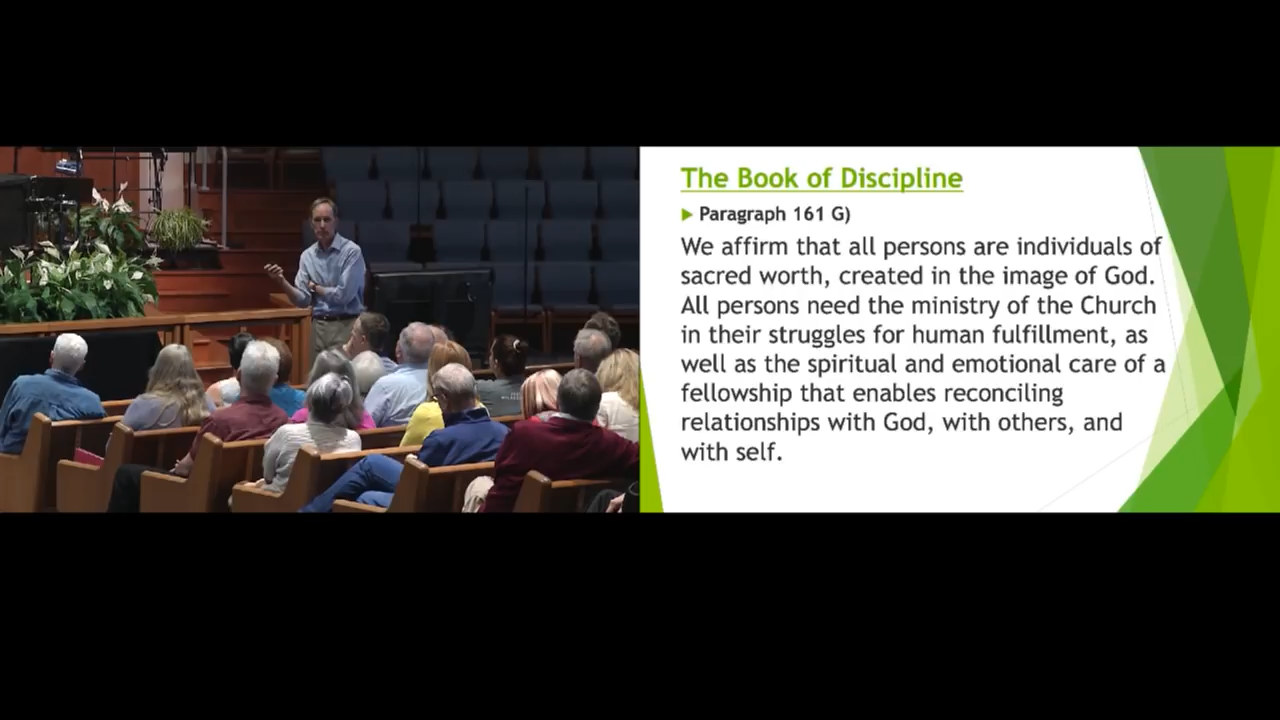 The Book of Discipline
Paragraph 161 G)
We affirm that all persons are individuals of
sacred worth, created in the image of God.
All persons need the ministry of the Church
in their struggles for human fulfillment, as
well as the spiritual and emotional care of a
fellowship that enables reconciling
relationships with God, with others, and
with self.